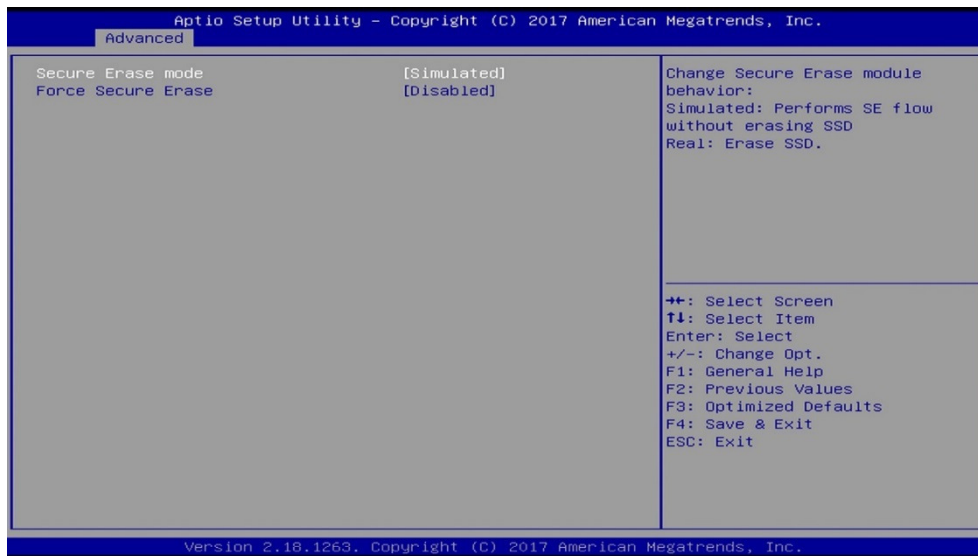 Aptio Setup Utility – Copyright (C) 2017 American Megatrends, Inc.
Advanced
Secure Erase mode [Simulated]
Force Secure Erase [Disabled]
Change Secure Erase module
behavior:
Simulated: Performs SE flow
without erasing SSD
Real: Erase SSD.
→←: Select Screen
↑↓: Select Item
Enter: Select
+/-: Change Opt.
F1: General Help
F2: Previous Values
F3: Optimized Defaults
F4: Save & Exit
ESC: Exit
Version 2.18.1263. Copyright (C) 2017 American Megatrends, Inc.